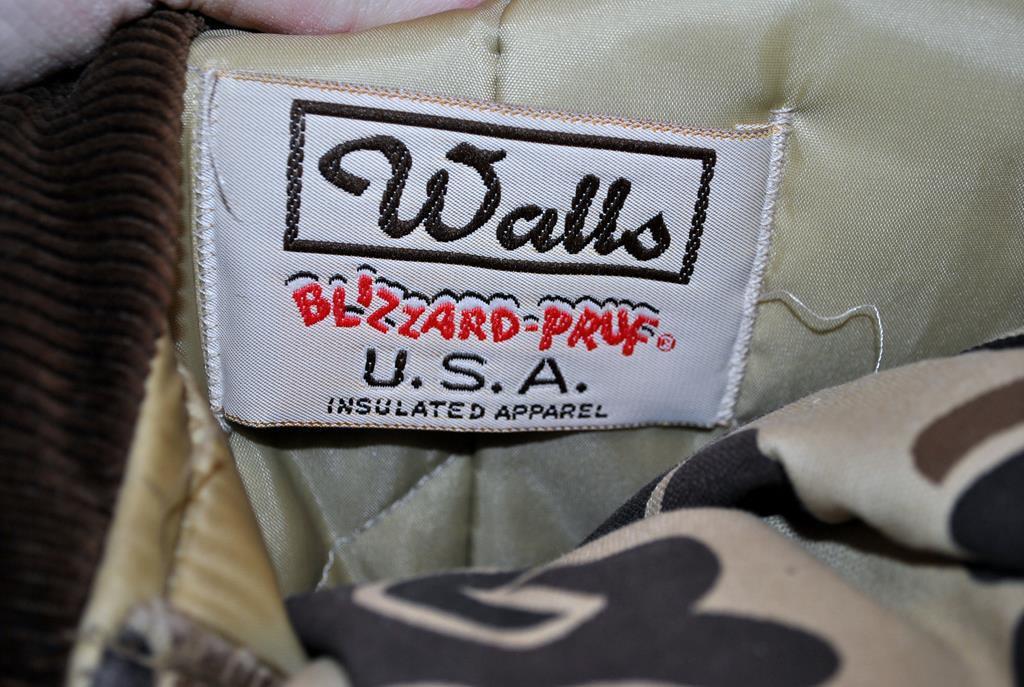 Walls
BLIZZARD-PRUF®
U.S.A.
INSULATED APPAREL